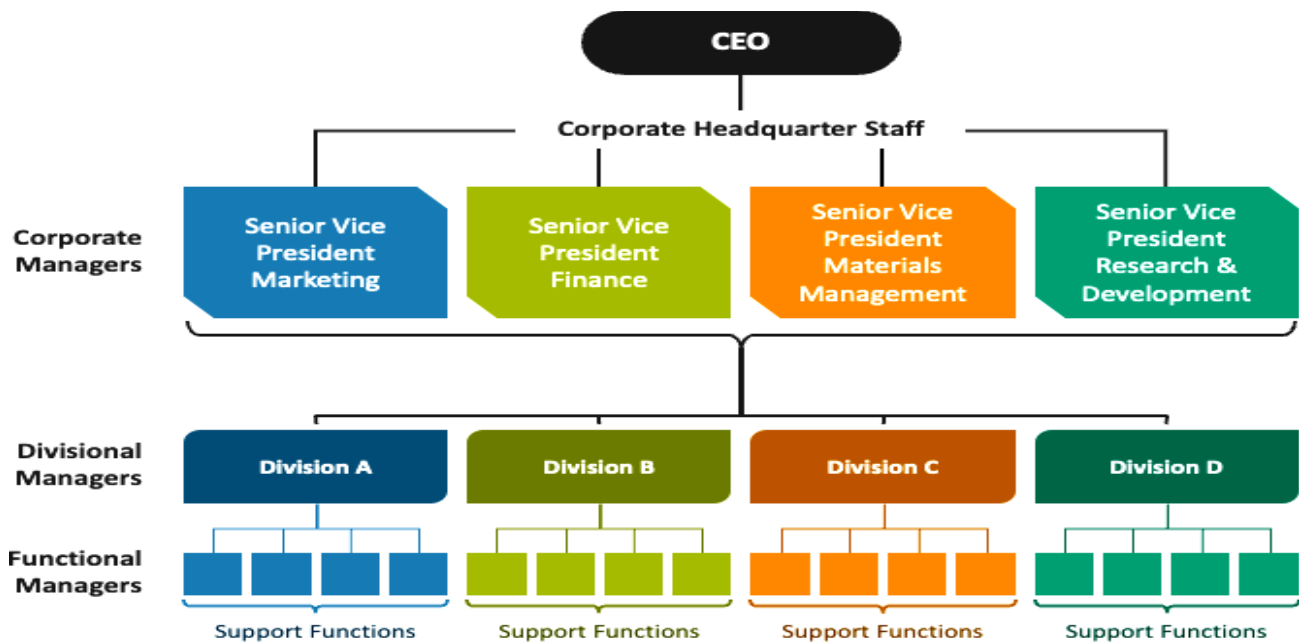 CEO
Corporate Headquarter Staff
Corporate
Managers
Senior Vice
President
Marketing
Senior Vice
President
Finance
Senior Vice
President
Materials
Management
Senior Vice
President
Research &
Development
Divisional
Managers
Division A
Division B
Division C
Division D
Functional
Managers
Support Functions
Support Functions
Support Functions
Support Functions